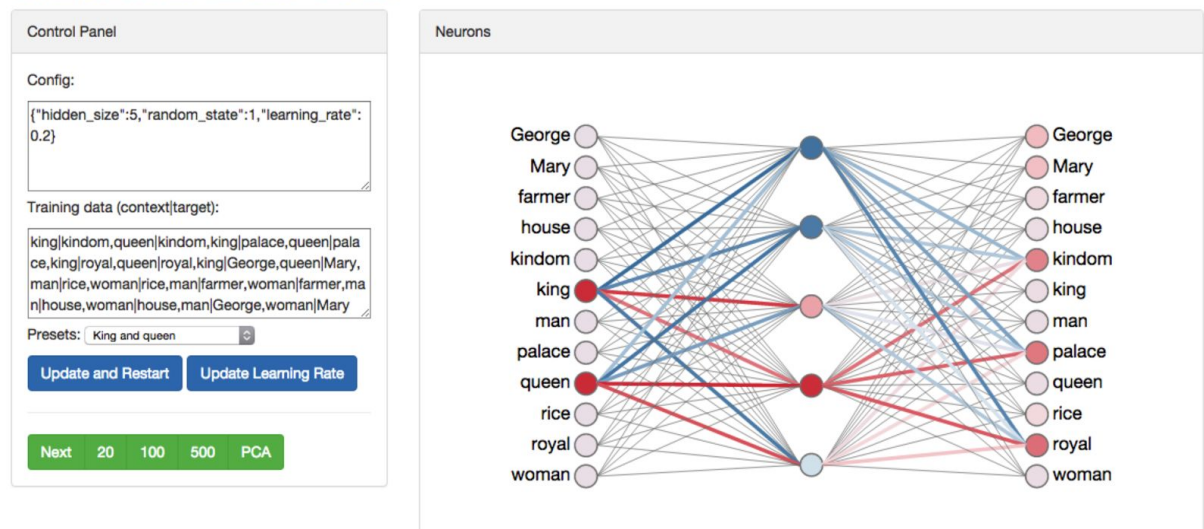 Control Panel
Config:
{"hidden_size":5,"random_state":1,"learning_rate":
0.2}
Training data (context|target):
king|kindom,queen|kindom,king|palace,queen|pala
ce,king|royal,queen|royal,king|George,queen|Mary,
man|rice,woman|rice,man|farmer,woman|farmer,ma
n|house,woman|house,man|George,woman|Mary
Presets: King and queen
Update and Restart Update Learning Rate
Next 20 100 500 PCA
Neurons
George George
Mary Mary
farmer farmer
house house
kindom kindom
king king
man man
palace palace
queen queen
rice rice
royal royal
woman woman